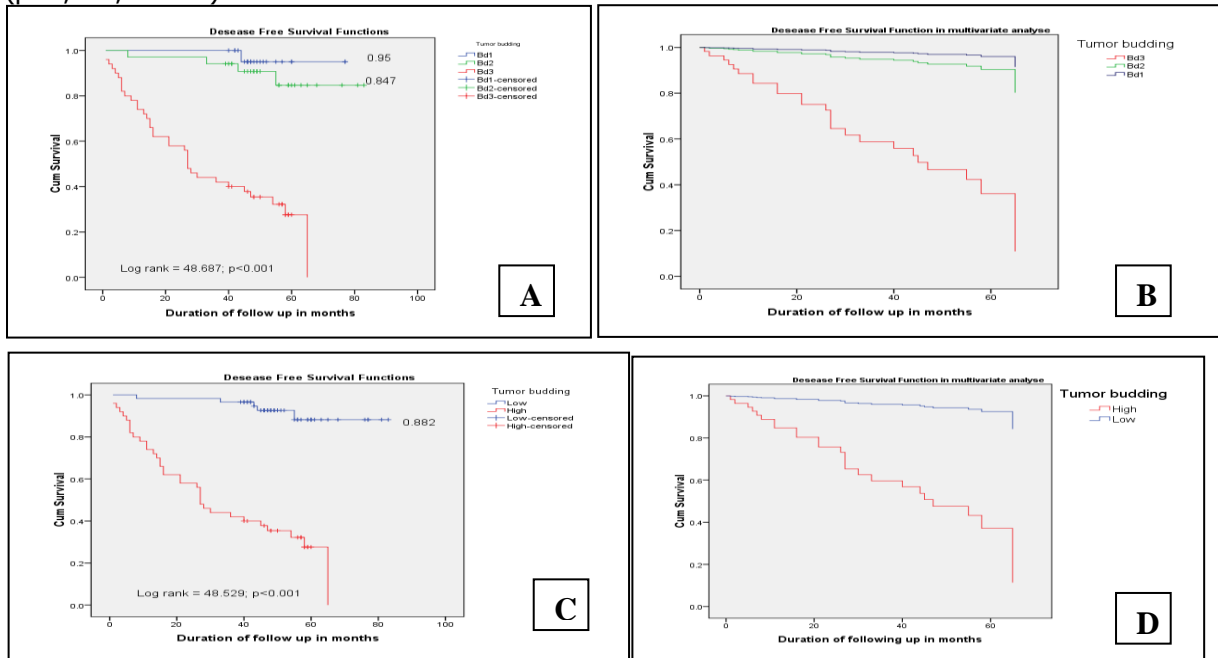 Desease Free Survival Functions
Tumor budding
Bd1
Bd2
Bd3
Bd1-censored
Bd2-censored
Bd3-censored
0.95
0.847
Cum Survival
1.0
0.8
0.6
0.4
0.2
0.0
Log rank = 48.687; p<0.001
0 20 40 60 80 100
Duration of follow up in months
A
Desease Free Survival Function in multivariate analyse
Tumor budding
Bd3
Bd2
Bd1
Cum Survival
1.0
0.8
0.6
0.4
0.2
0.0
0 20 40 60
Duration of follow up in months
B
Desease Free Survival Functions
Tumor budding
Low
High
Low-censored
High-censored
0.882
Cum Survival
1.0
0.8
0.6
0.4
0.2
0.0
Log rank = 48.529; p<0.001
0 20 40 60 80 100
Duration of follow up in months
C
Desease Free Survival Function in multivariate analyse
Tumor budding
High
Low
Cum Survival
1.0
0.8
0.6
0.4
0.2
0.0
0 20 40 60
Duration of following up in months
D